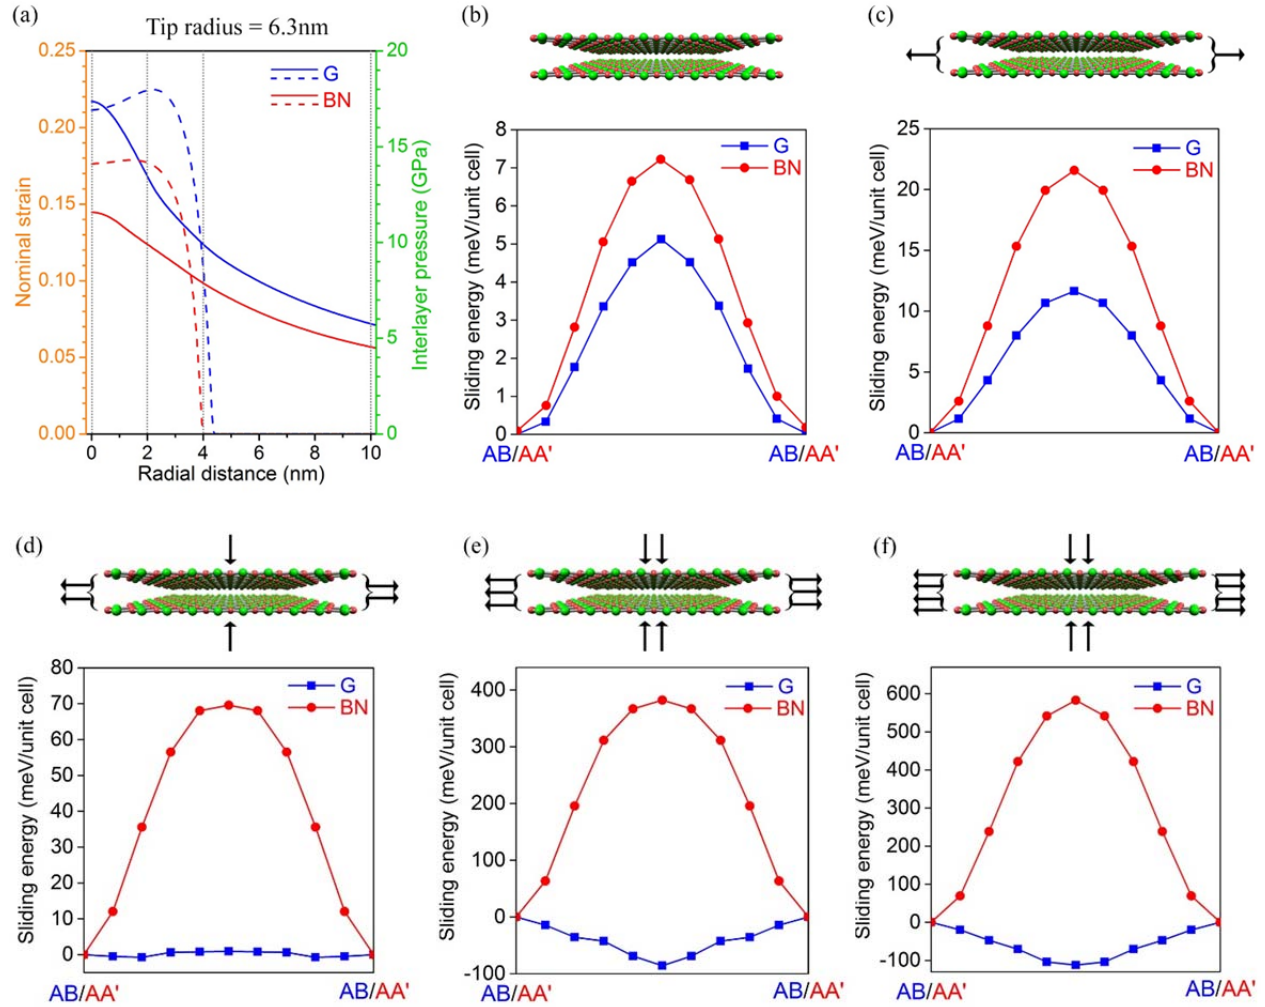 (a)
Tip radius = 6.3nm
0.25
0.20
0.15
0.10
0.05
0.00
Nominal strain
20
15
10
5
0
Interlayer pressure (GPa)
G
BN
0 2 4 6 8 10
Radial distance (nm)
(b)
8
7
6
5
4
3
2
1
0
Sliding energy (meV/unit cell)
G
BN
AB/AA' AB/AA'
(c)
25
20
15
10
5
0
Sliding energy (meV/unit cell)
G
BN
AB/AA' AB/AA'
(d)
80
70
60
50
40
30
20
10
0
Sliding energy (meV/unit cell)
G
BN
AB/AA' AB/AA'
(e)
400
300
200
100
0
-100
Sliding energy (meV/unit cell)
G
BN
AB/AA' AB/AA'
(f)
600
500
400
300
200
100
0
-100
Sliding energy (meV/unit cell)
G
BN
AB/AA' AB/AA'